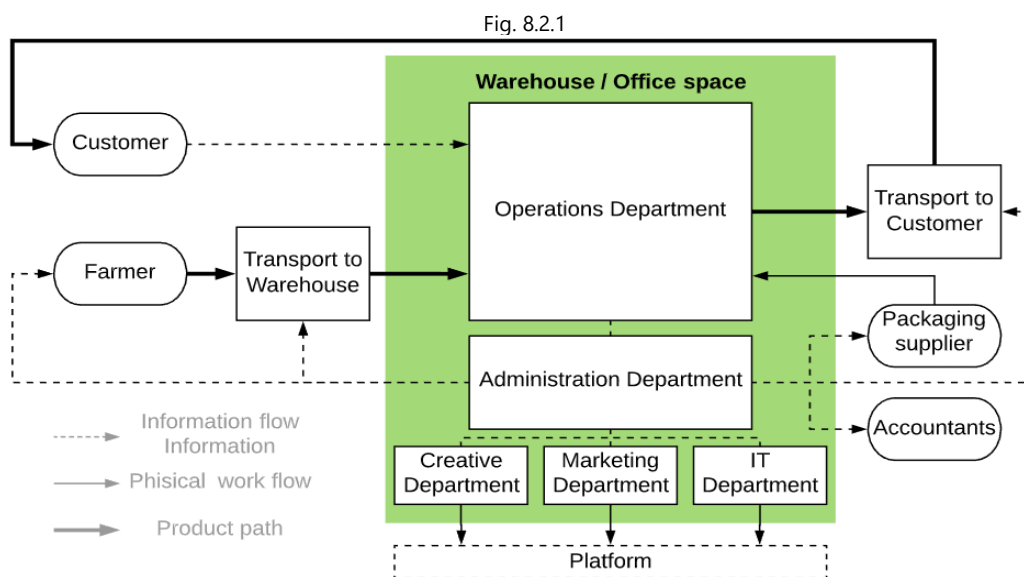 Fig. 8.2.1
Warehouse / Office space
Customer
Operations Department
Transport to
Customer
Farmer
Transport to
Warehouse
Packaging
supplier
Administration Department
Accountants
Information flow
Information
Phisical work flow
Product path
Creative
Department
Marketing
Department
IT
Department
Platform